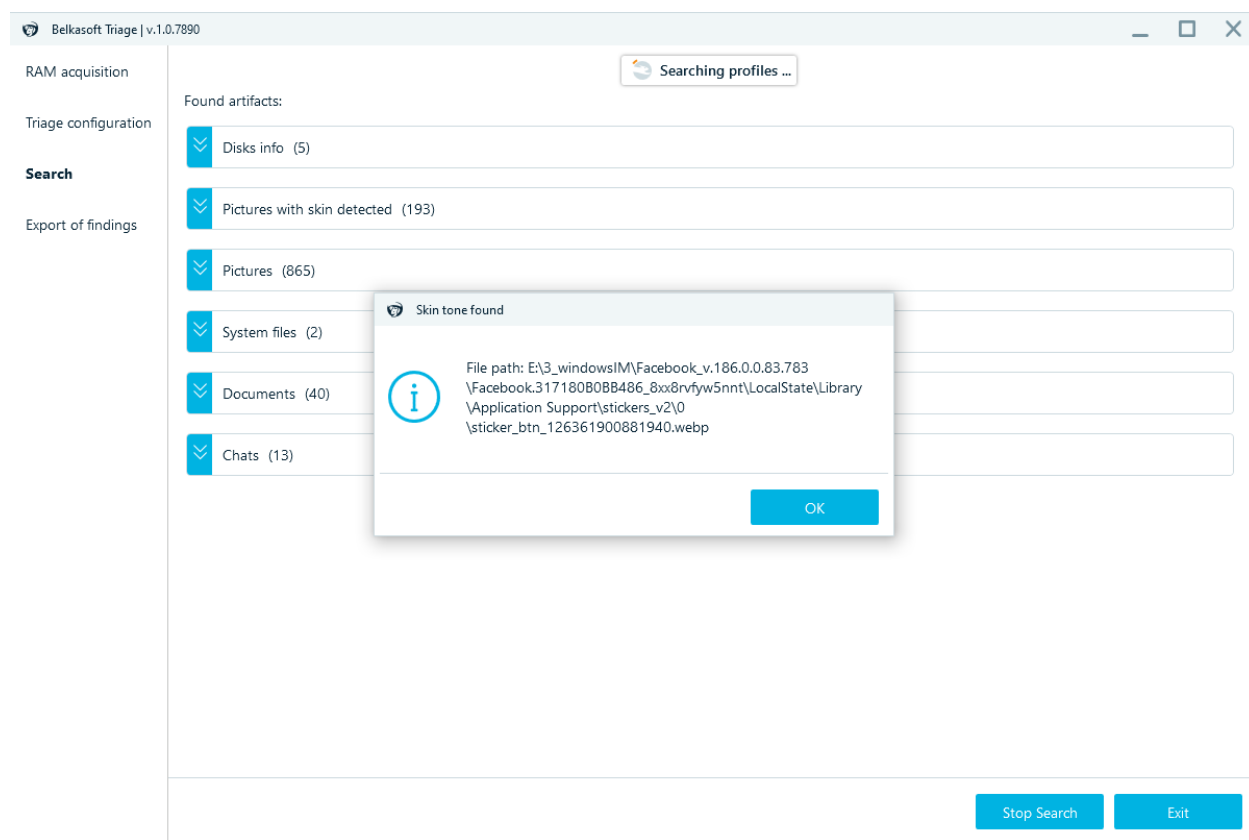 Belkasoft Triage | v.1.0.7890
RAM acquisition
Triage configuration
Search
Export of findings
Searching profiles ...
Found artifacts:
Disks info (5)
Pictures with skin detected (193)
Pictures (865)
System files (2)
Documents (40)
Chats (13)
Skin tone found
File path: E:\3_windowsIM\Facebook_v.186.0.0.83.783
\Facebook.317180B0BB486_8xx8rvfyw5nnt\LocalState\Library
\Application Support\stickers_v2\0
\sticker_btn_126361900881940.webp
OK
Stop Search
Exit